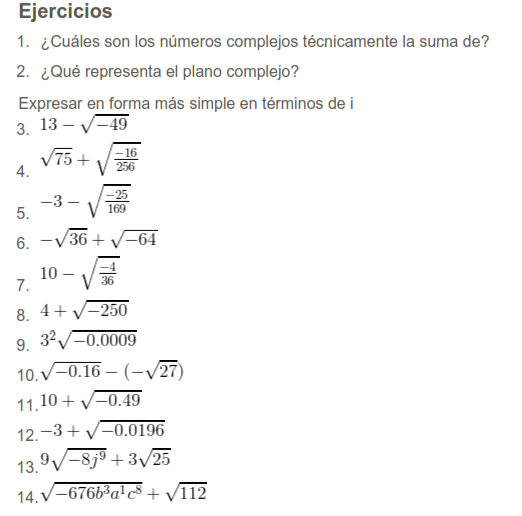 Ejercicios
1. ¿Cuáles son los números complejos técnicamente la suma de?
2. ¿Qué representa el plano complejo?
Expresar en forma más simple en términos de i
3. $13 - \sqrt{-49}$
4. $\sqrt{75} + \sqrt{\frac{-16}{256}}$
5. $-3 - \sqrt{\frac{-25}{169}}$
6. $-\sqrt{36} + \sqrt{-64}$
7. $10 - \sqrt{\frac{-4}{36}}$
8. $4 + \sqrt{-250}$
9. $3^2\sqrt{-0.0009}$
10. $\sqrt{-0.16} - (-\sqrt{27})$
11. $10 + \sqrt{-0.49}$
12. $-3 + \sqrt{-0.0196}$
13. $9\sqrt{-8j^9} + 3\sqrt{25}$
14. $\sqrt{-676b^3a^1c^8} + \sqrt{112}$